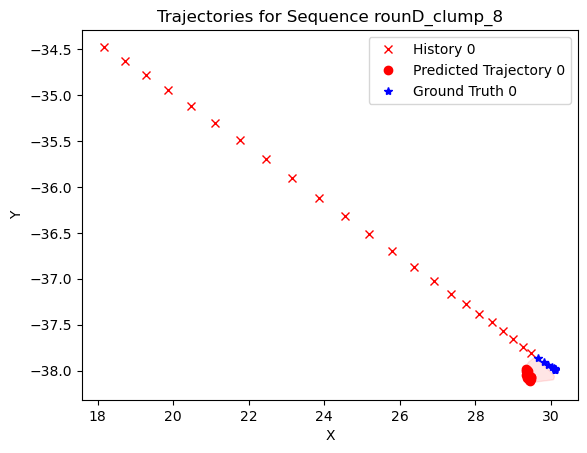 Trajectories for Sequence rounD_clump_8
History 0
Predicted Trajectory 0
Ground Truth 0
−34.5
−35.0
−35.5
−36.0
−36.5
−37.0
−37.5
−38.0
Y
18
20
22
24
26
28
30
X